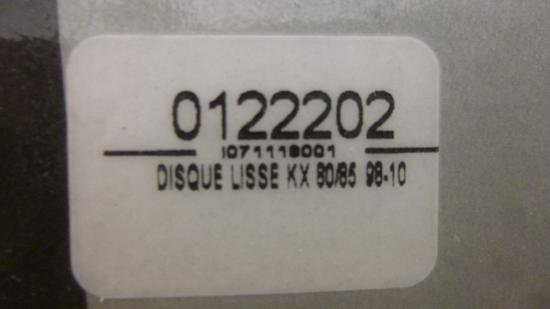 0122202
I071118001
DISQUE LISSE KX 80/85 98-10